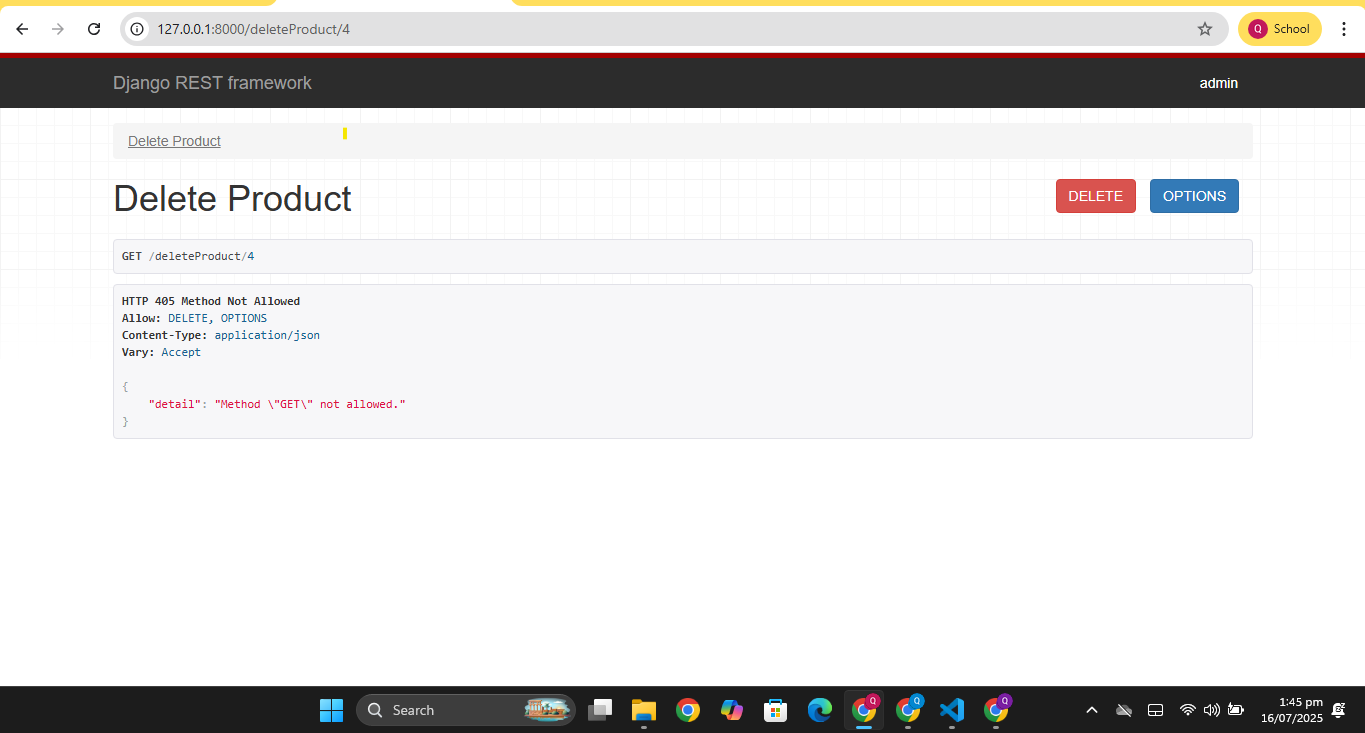 127.0.0.1:8000/deleteProduct/4
Q School
Django REST framework
admin
Delete Product
Delete Product
DELETE
OPTIONS
GET /deleteProduct/4
HTTP 405 Method Not Allowed
Allow: DELETE, OPTIONS
Content-Type: application/json
Vary: Accept
{
"detail": "Method \"GET\" not allowed."
}
Search
Q
Q
Q
1:45 pm
16/07/2025